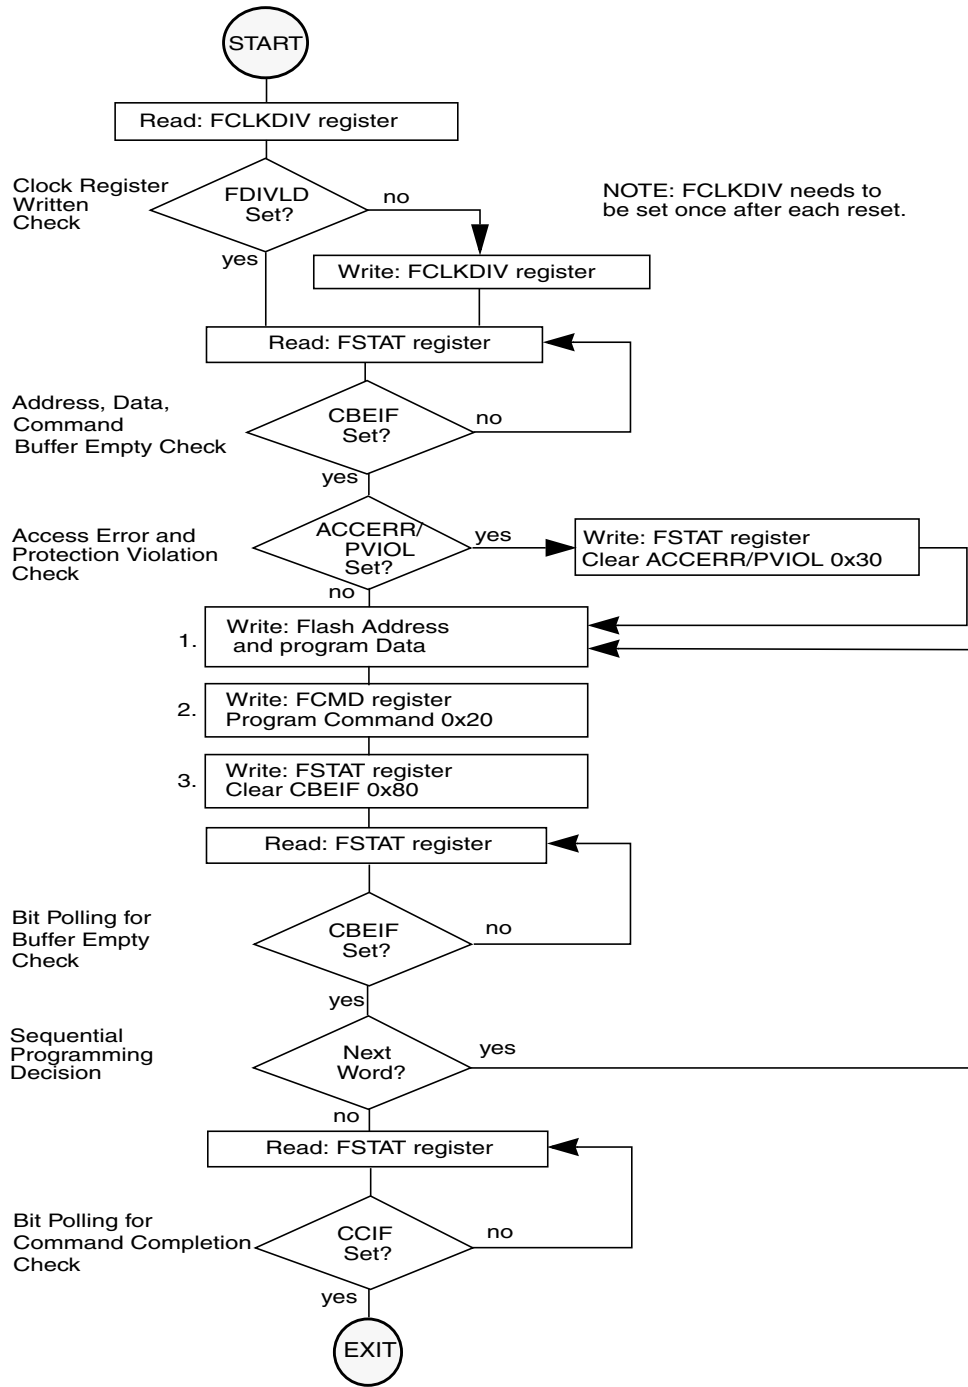 START
Read: FCLKDIV register
Clock Register
Written
Check
FDIVLD
Set?
no
yes
NOTE: FCLKDIV needs to
be set once after each reset.
Write: FCLKDIV register
Read: FSTAT register
Address, Data,
Command
Buffer Empty Check
CBEIF
Set?
no
yes
Access Error and
Protection Violation
Check
ACCERR/
PVIOL
Set?
yes
no
Write: FSTAT register
Clear ACCERR/PVIOL 0x30
1.
Write: Flash Address
and program Data
2.
Write: FCMD register
Program Command 0x20
3.
Write: FSTAT register
Clear CBEIF 0x80
Read: FSTAT register
Bit Polling for
Buffer Empty
Check
CBEIF
Set?
no
yes
Sequential
Programming
Decision
Next
Word?
yes
no
Read: FSTAT register
Bit Polling for
Command Completion
Check
CCIF
Set?
no
yes
EXIT